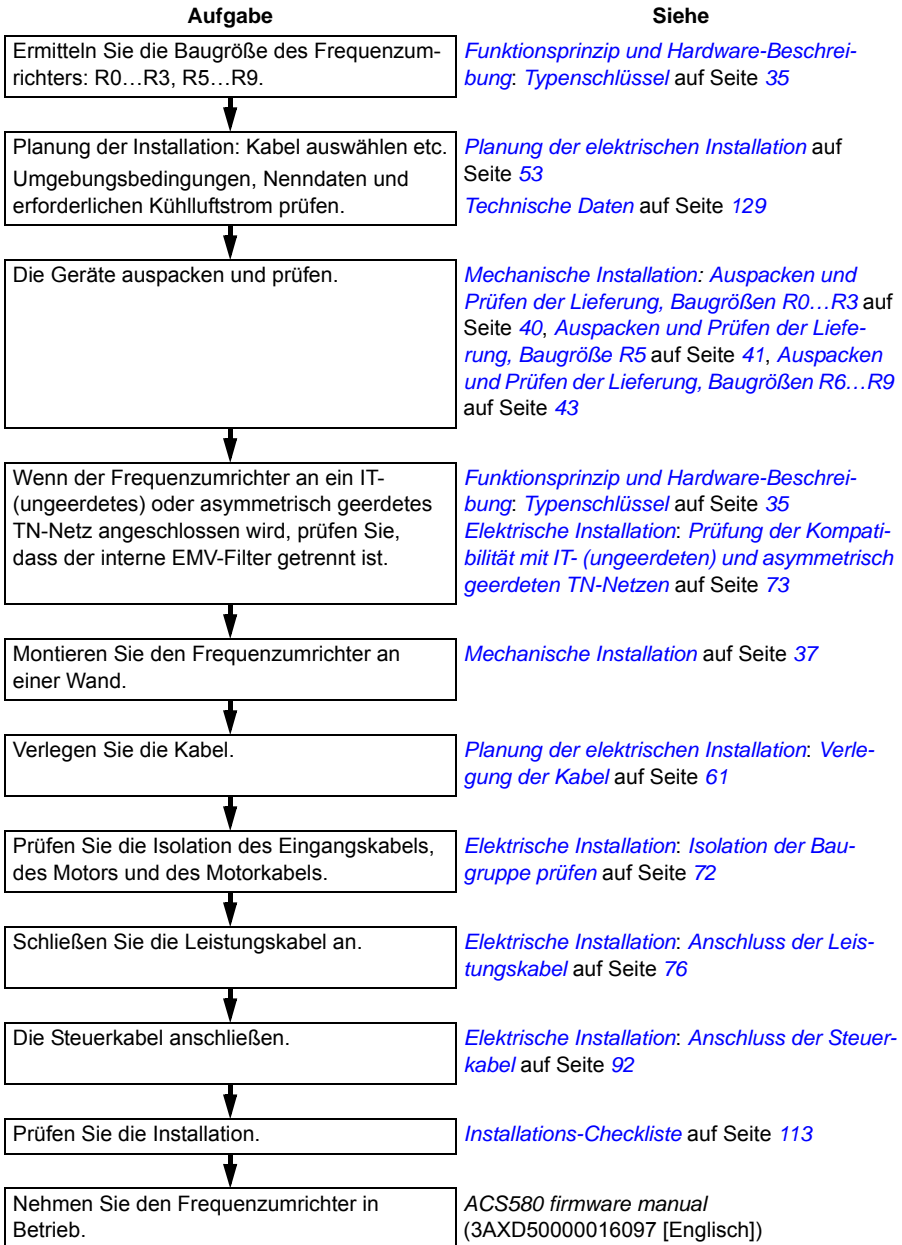 Aufgabe
Siehe
Ermitteln Sie die Baugröße des Frequenzum-
richters: R0…R3, R5…R9.
Funktionsprinzip und Hardware-Beschrei-
bung: Typenschlüssel auf Seite 35
Planung der Installation: Kabel auswählen etc.
Umgebungsbedingungen, Nenndaten und
erforderlichen Kühlluftstrom prüfen.
Planung der elektrischen Installation auf
Seite 53
Technische Daten auf Seite 129
Die Geräte auspacken und prüfen.
Mechanische Installation: Auspacken und
Prüfen der Lieferung, Baugrößen R0…R3 auf
Seite 40, Auspacken und Prüfen der Liefe-
rung, Baugröße R5 auf Seite 41, Auspacken
und Prüfen der Lieferung, Baugrößen R6…R9
auf Seite 43
Wenn der Frequenzumrichter an ein IT-
(ungeerdetes) oder asymmetrisch geerdetes
TN-Netz angeschlossen wird, prüfen Sie,
dass der interne EMV-Filter getrennt ist.
Funktionsprinzip und Hardware-Beschrei-
bung: Typenschlüssel auf Seite 35
Elektrische Installation: Prüfung der Kompati-
bilität mit IT- (ungeerdeten) und asymmetrisch
geerdeten TN-Netzen auf Seite 73
Montieren Sie den Frequenzumrichter an
einer Wand.
Mechanische Installation auf Seite 37
Verlegen Sie die Kabel.
Planung der elektrischen Installation: Verle-
gung der Kabel auf Seite 61
Prüfen Sie die Isolation des Eingangskabels,
des Motors und des Motorkabels.
Elektrische Installation: Isolation der Bau-
gruppe prüfen auf Seite 72
Schließen Sie die Leistungskabel an.
Elektrische Installation: Anschluss der Leis-
tungskabel auf Seite 76
Die Steuerkabel anschließen.
Elektrische Installation: Anschluss der Steuer-
kabel auf Seite 92
Prüfen Sie die Installation.
Installations-Checkliste auf Seite 113
Nehmen Sie den Frequenzumrichter in
Betrieb.
ACS580 firmware manual
(3AXD50000016097 [Englisch])